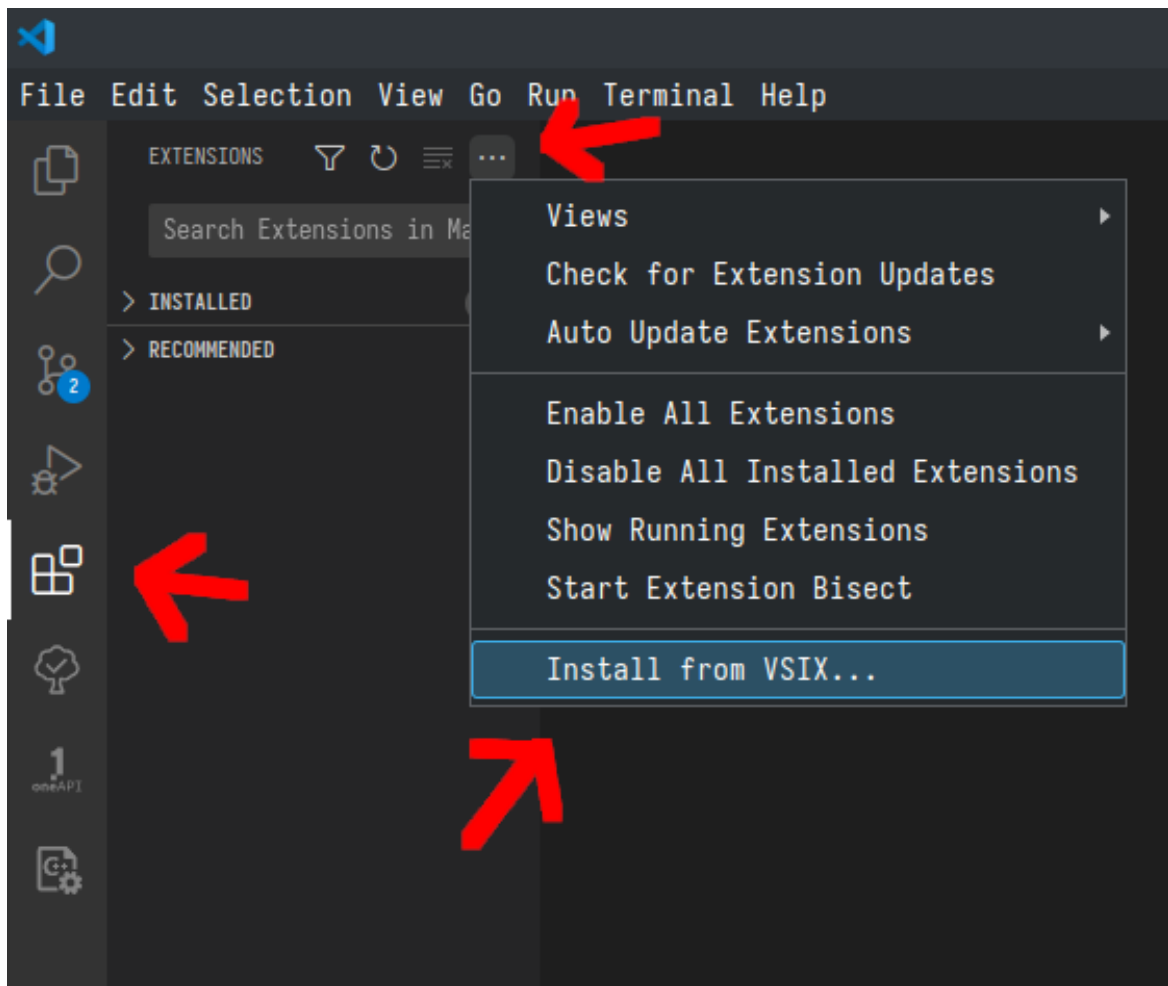 File Edit Selection View Go Run Terminal Help
EXTENSIONS
Search Extensions in Ma
INSTALLED
RECOMMENDED
2
1
oneAPI
C++
Views
Check for Extension Updates
Auto Update Extensions
Enable All Extensions
Disable All Installed Extensions
Show Running Extensions
Start Extension Bisect
Install from VSIX...